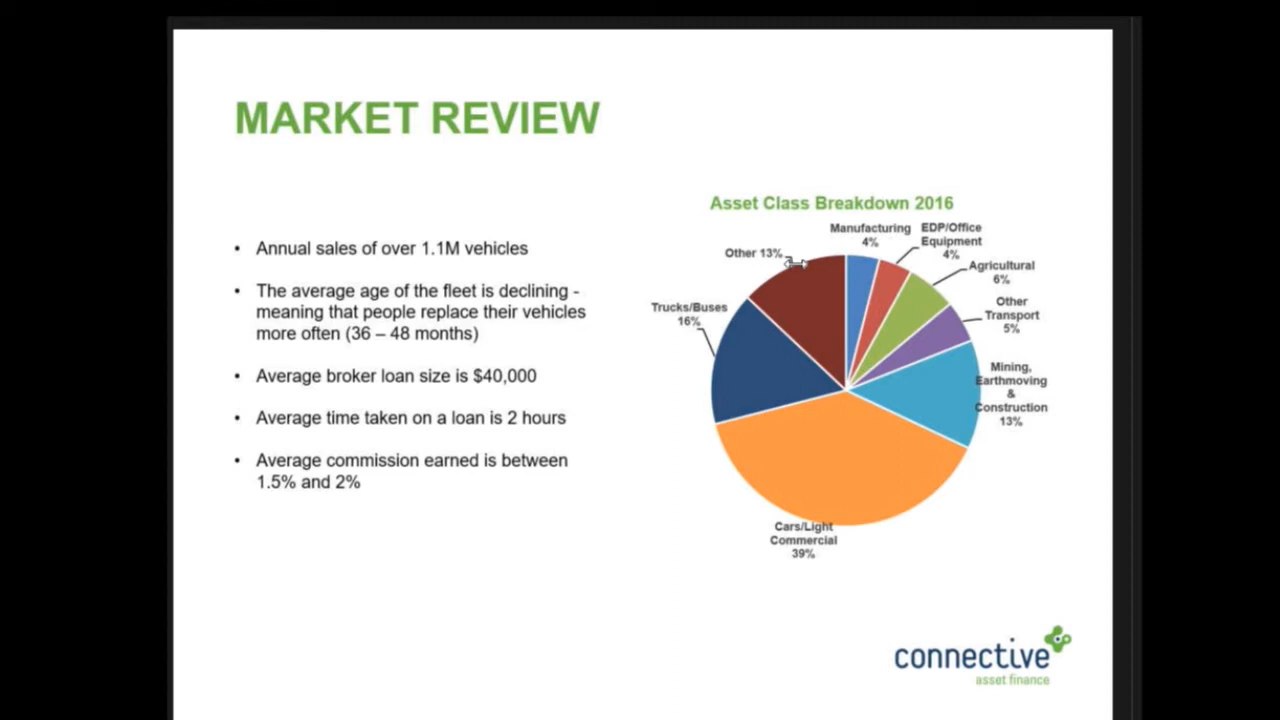 MARKET REVIEW
• Annual sales of over 1.1M vehicles
• The average age of the fleet is declining -
meaning that people replace their vehicles
more often (36 – 48 months)
• Average broker loan size is $40,000
• Average time taken on a loan is 2 hours
• Average commission earned is between
1.5% and 2%
Asset Class Breakdown 2016
Manufacturing
4%
EDP/Office
Equipment
4%
Agricultural
6%
Other
Transport
5%
Mining,
Earthmoving
&
Construction
13%
Cars/Light
Commercial
39%
Trucks/Buses
16%
Other 13%
connective
asset finance